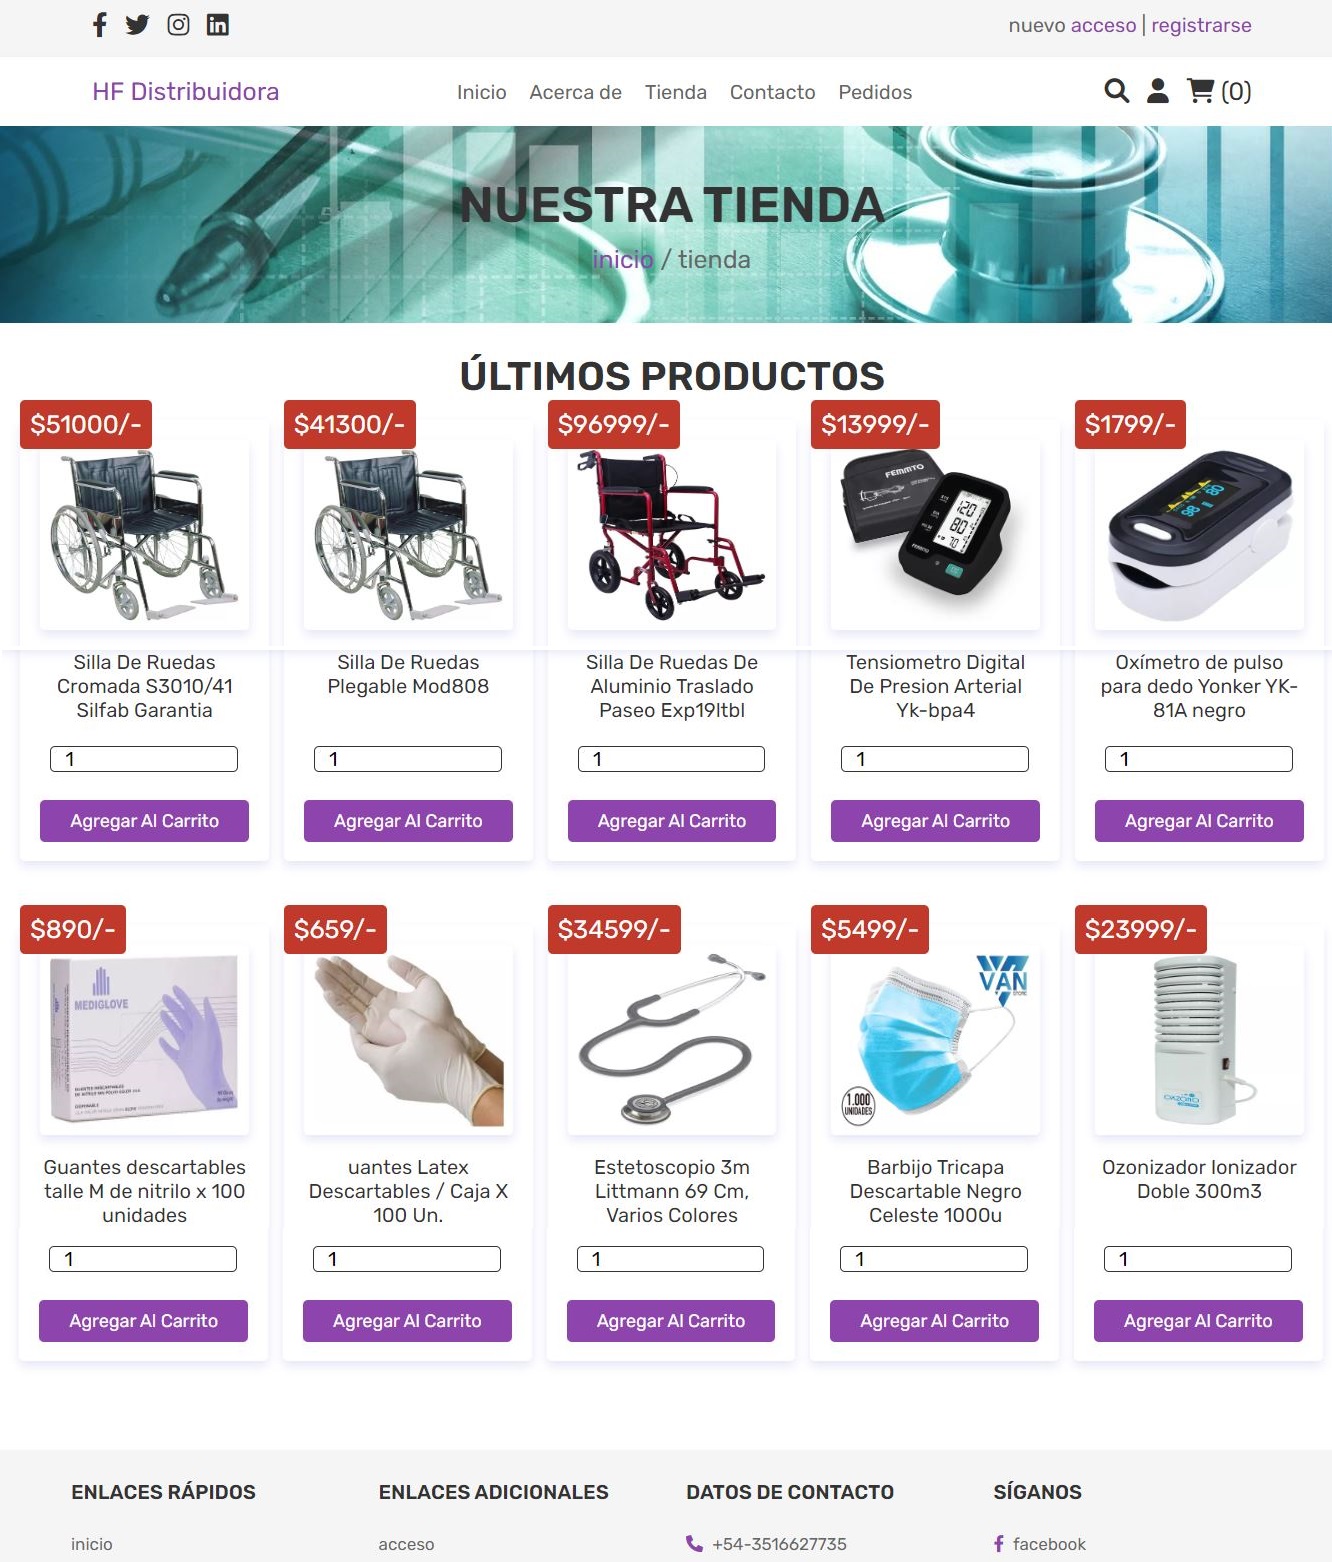 nuevo acceso | registrarse
HF Distribuidora
Inicio Acerca de Tienda Contacto Pedidos
(0)
NUESTRA TIENDA
inicio / tienda
ÚLTIMOS PRODUCTOS
$51000/-
$41300/-
$96999/-
$13999/-
$1799/-
FEMMTO
120
80
70
FEMMTO
Silla De Ruedas
Cromada S3010/41
Silfab Garantia
Silla De Ruedas
Plegable Mod808
Silla De Ruedas De
Aluminio Traslado
Paseo Exp19ltbl
Tensiometro Digital
De Presion Arterial
Yk-bpa4
Oxímetro de pulso
para dedo Yonker YK-
81A negro
1
1
1
1
1
Agregar Al Carrito
Agregar Al Carrito
Agregar Al Carrito
Agregar Al Carrito
Agregar Al Carrito
$890/-
$659/-
$34599/-
$5499/-
$23999/-
MEDIGLOVE
VAN
STORE
1.000
UNIDADES
Guantes descartables
talle M de nitrilo x 100
unidades
uantes Latex
Descartables / Caja X
100 Un.
Estetoscopio 3m
Littmann 69 Cm,
Varios Colores
Barbijo Tricapa
Descartable Negro
Celeste 1000u
Ozonizador Ionizador
Doble 300m3
1
1
1
1
1
Agregar Al Carrito
Agregar Al Carrito
Agregar Al Carrito
Agregar Al Carrito
Agregar Al Carrito
ENLACES RÁPIDOS
inicio
ENLACES ADICIONALES
acceso
DATOS DE CONTACTO
+54-3516627735
SÍGANOS
facebook